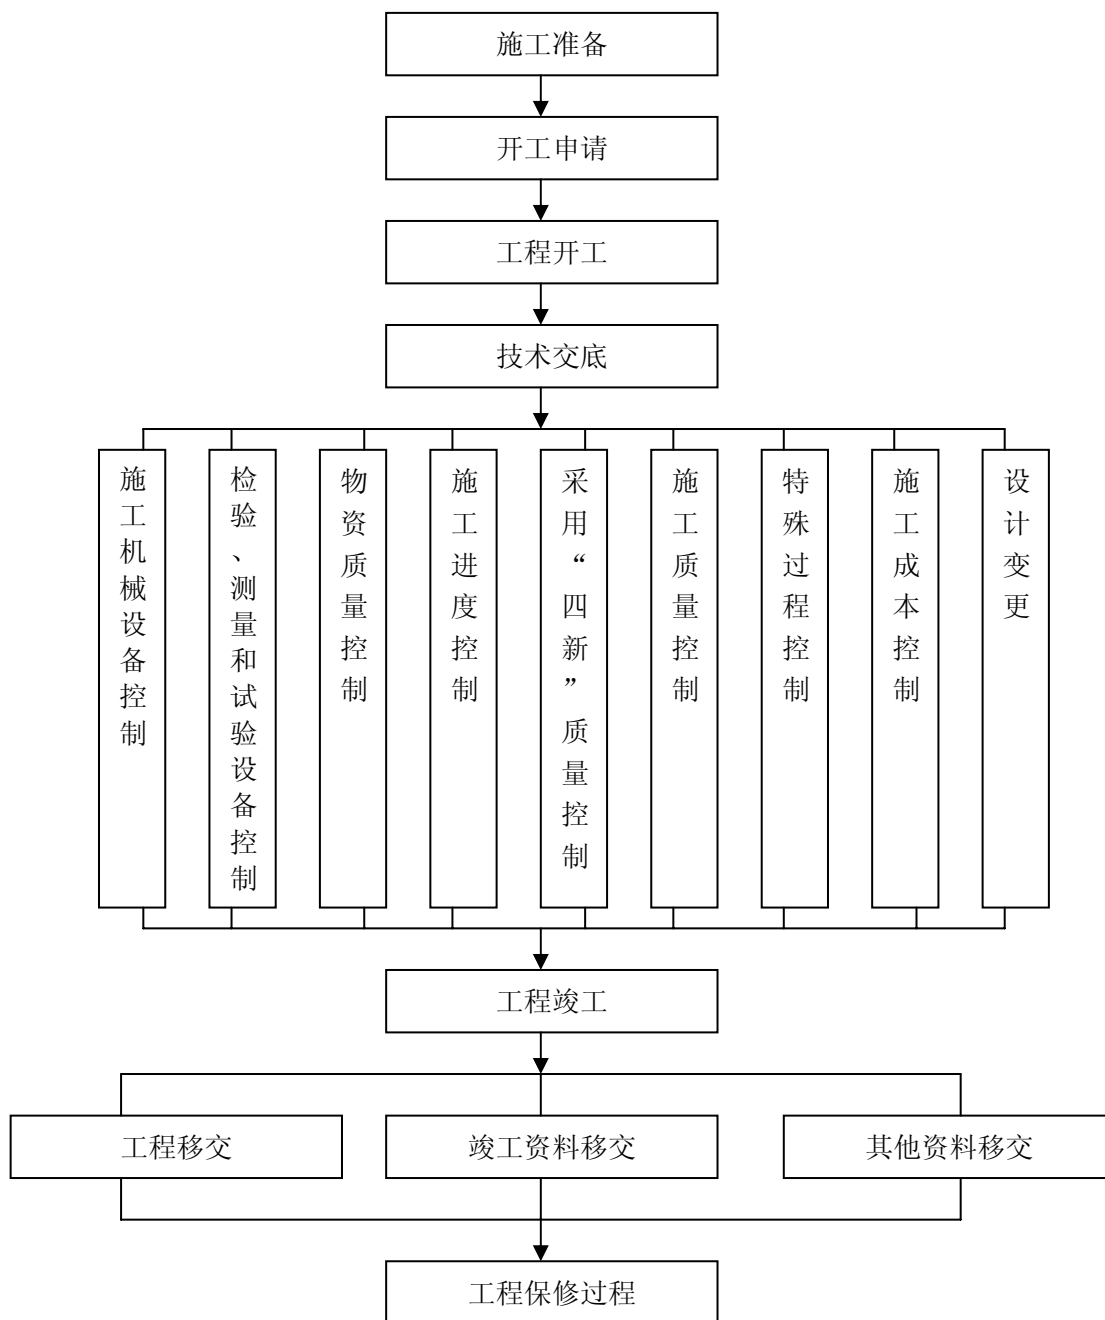 施工准备
开工申请
工程开工
技术交底
施工机械设备控制
检验、测量和试验设备控制
物资质量控制
施工进度控制
采用“四新”质量控制
施工质量控制
特殊过程控制
施工成本控制
设计变更
工程竣工
工程移交
竣工资料移交
其他资料移交
工程保修过程